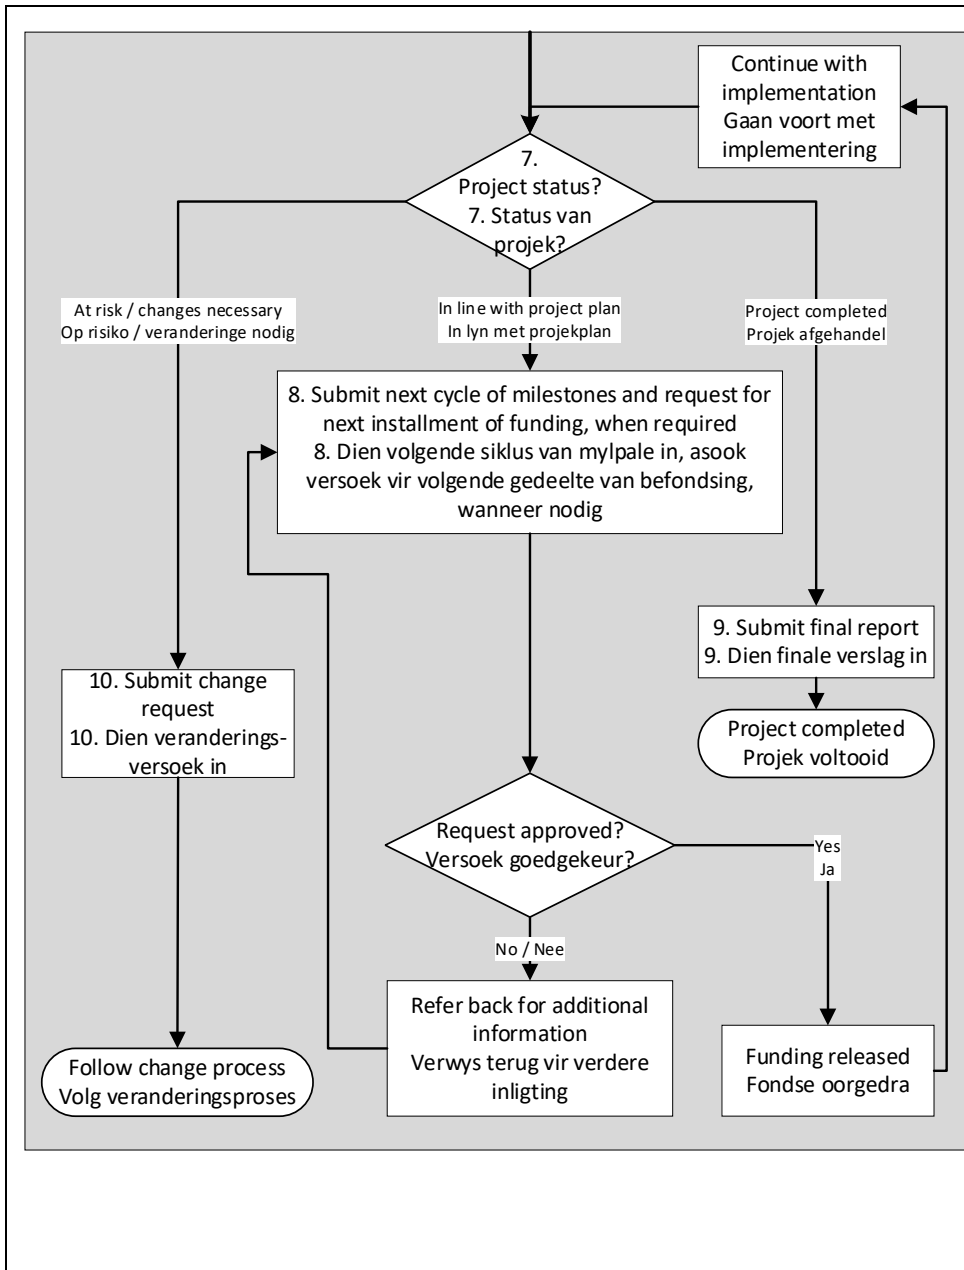 Continue with
implementation
Gaan voort met
implementering
7.
Project status?
7. Status van
projek?
At risk / changes necessary
Op risiko / veranderinge nodig
In line with project plan
In lyn met projekplan
Project completed
Projek afgehandel
8. Submit next cycle of milestones and request for
next installment of funding, when required
8. Dien volgende siklus van mylpale in, asook
versoek vir volgende gedeelte van befondsing,
wanneer nodig
9. Submit final report
9. Dien finale verslag in
10. Submit change
request
10. Dien veranderings-
versoek in
Project completed
Projek voltooid
Request approved?
Versoek goedgekeur?
Yes
Ja
No / Nee
Refer back for additional
information
Verwys terug vir verdere
inligting
Funding released
Fondse oorgedra
Follow change process
Volg veranderingsproses